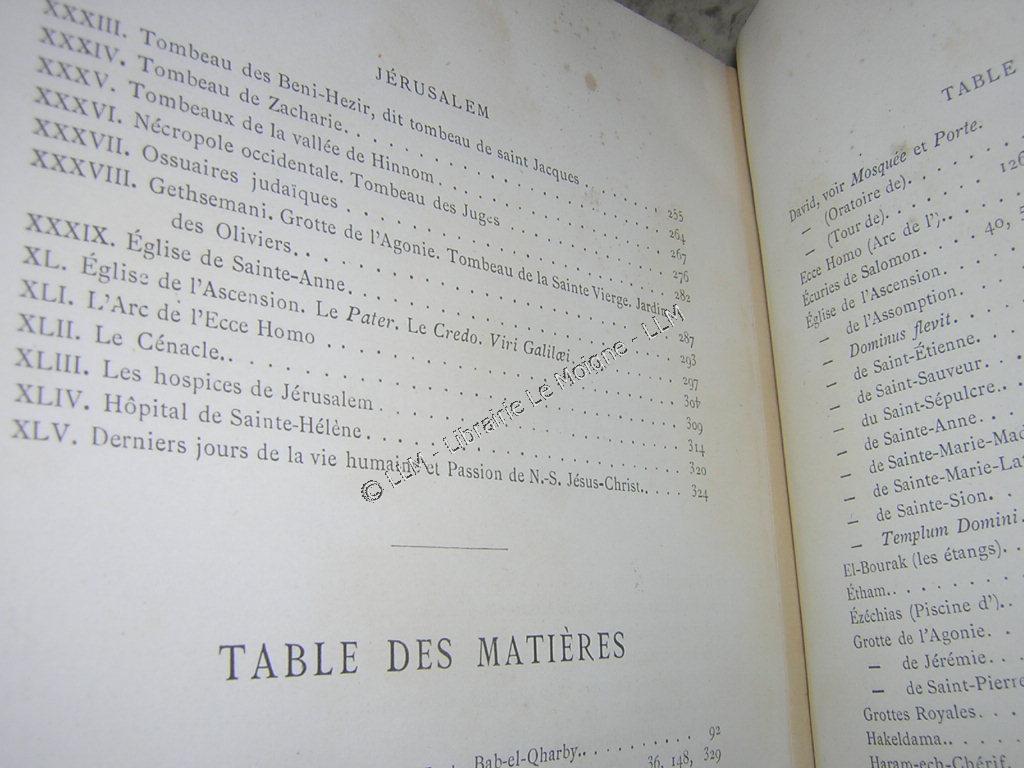 JÉRUSALEM
XXXIII. Tombeau des Beni-Hezir, dit tombeau de saint Jacques . . . . . . 255
XXXIV. Tombeau de Zacharie. . . . . . . . . . . . 264
XXXV. Tombeaux de la vallée de Hinnom . . . . . . . . . . 267
XXXVI. Nécropole occidentale. Tombeau des Juges . . . . . . . . 276
XXXVII. Ossuaires judaïques . . . . . . . . . . . 282
XXXVIII. Gethsemani. Grotte de l'Agonie. Tombeau de la Sainte Vierge. Jardin
des Oliviers. . . . . . . . . . . . 287
XXXIX. Église de Sainte-Anne. . . . . . . . . . . 293
XL. Église de l'Ascension. Le Pater. Le Credo. Viri Galilæi. . . . . . 297
XLI. L'Arc de l'Ecce Homo . . . . . . . . . . 306
XLII. Le Cénacle.. . . . . . . . . . . 309
XLIII. Les hospices de Jérusalem . . . . . . . . . . 314
XLIV. Hôpital de Sainte-Hélène. . . . . . . . . . . 320
XLV. Derniers jours de la vie humaine et Passion de N.-S. Jésus-Christ.. . . . 324
© LLM - Librairie Le Moigne - LLM
TABLE DES MATIÈRES
Bab-el-Qharby.. . . . . . . 92
36, 148, 329
TABLE
David, voir Mosquée et Porte.
— (Oratoire de). . . . . .
— (Tour de). . . . . . 126
Ecce Homo (Arc de l').. . . . .
Écuries de Salomon. . . . . 40, 5
Église de l'Ascension . . . . .
— de l'Assomption. . . . .
— Dominus flevit. . . . .
— de Saint-Étienne. . . .
— de Saint-Sauveur. . .
— du Saint-Sépulcre.. .
— de Sainte-Anne. . .
— de Sainte-Marie-Mad
— de Sainte-Marie-Lat
— de Sainte-Sion. . .
— Templum Domini.
El-Bourak (les étangs). .
Étham.. . . . . . .
Ézéchias (Piscine d').. .
Grotte de l'Agonie. . .
— de Jérémie. . .
— de Saint-Pierre
Grottes Royales. . .
Hakeldama.. . . .
Haram-ech-Chérif. .